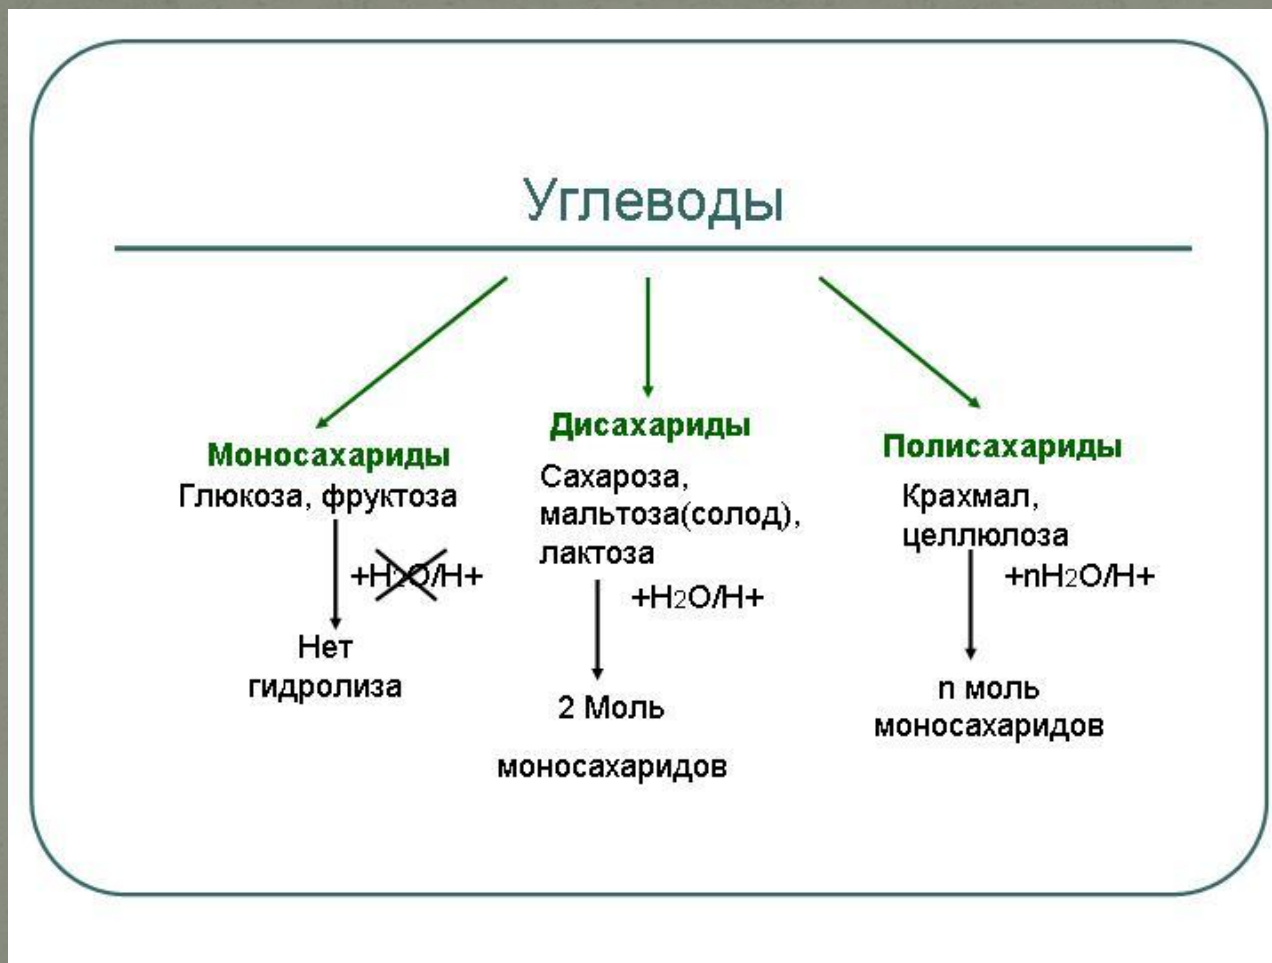 Углеводы
Моносахариды
Глюкоза, фруктоза
+H2O/H+
Нет
гидролиза
Дисахариды
Сахароза,
мальтоза(солод),
лактоза
+H2O/H+
2 Моль
моносахаридов
Полисахариды
Крахмал,
целлюлоза
+nH2O/H+
n моль
моносахаридов